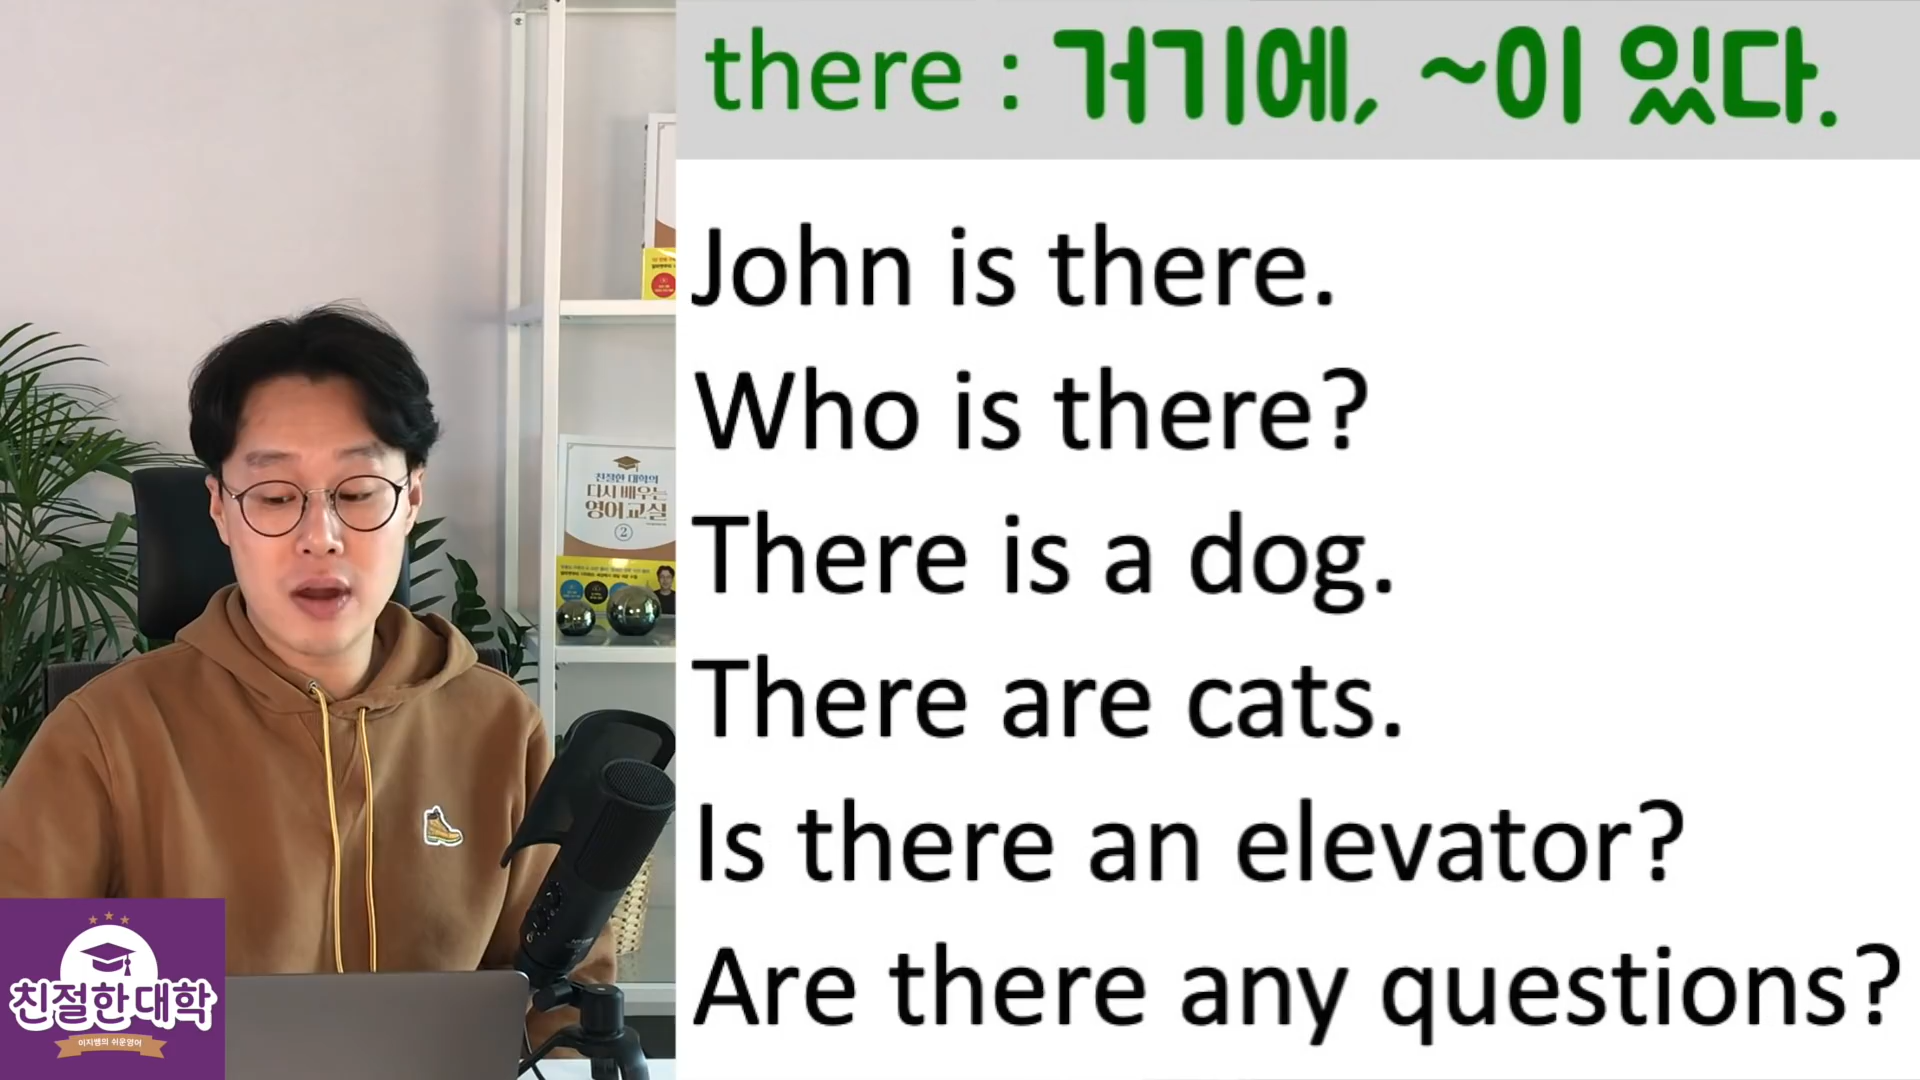 there : 거기에, ~이 있다.
John is there.
Who is there?
There is a dog.
There are cats.
Is there an elevator?
Are there any questions?
친절한 대학의
다시 배우는
영어 교실
2
친절한대학
이지쌤의 쉬운영어